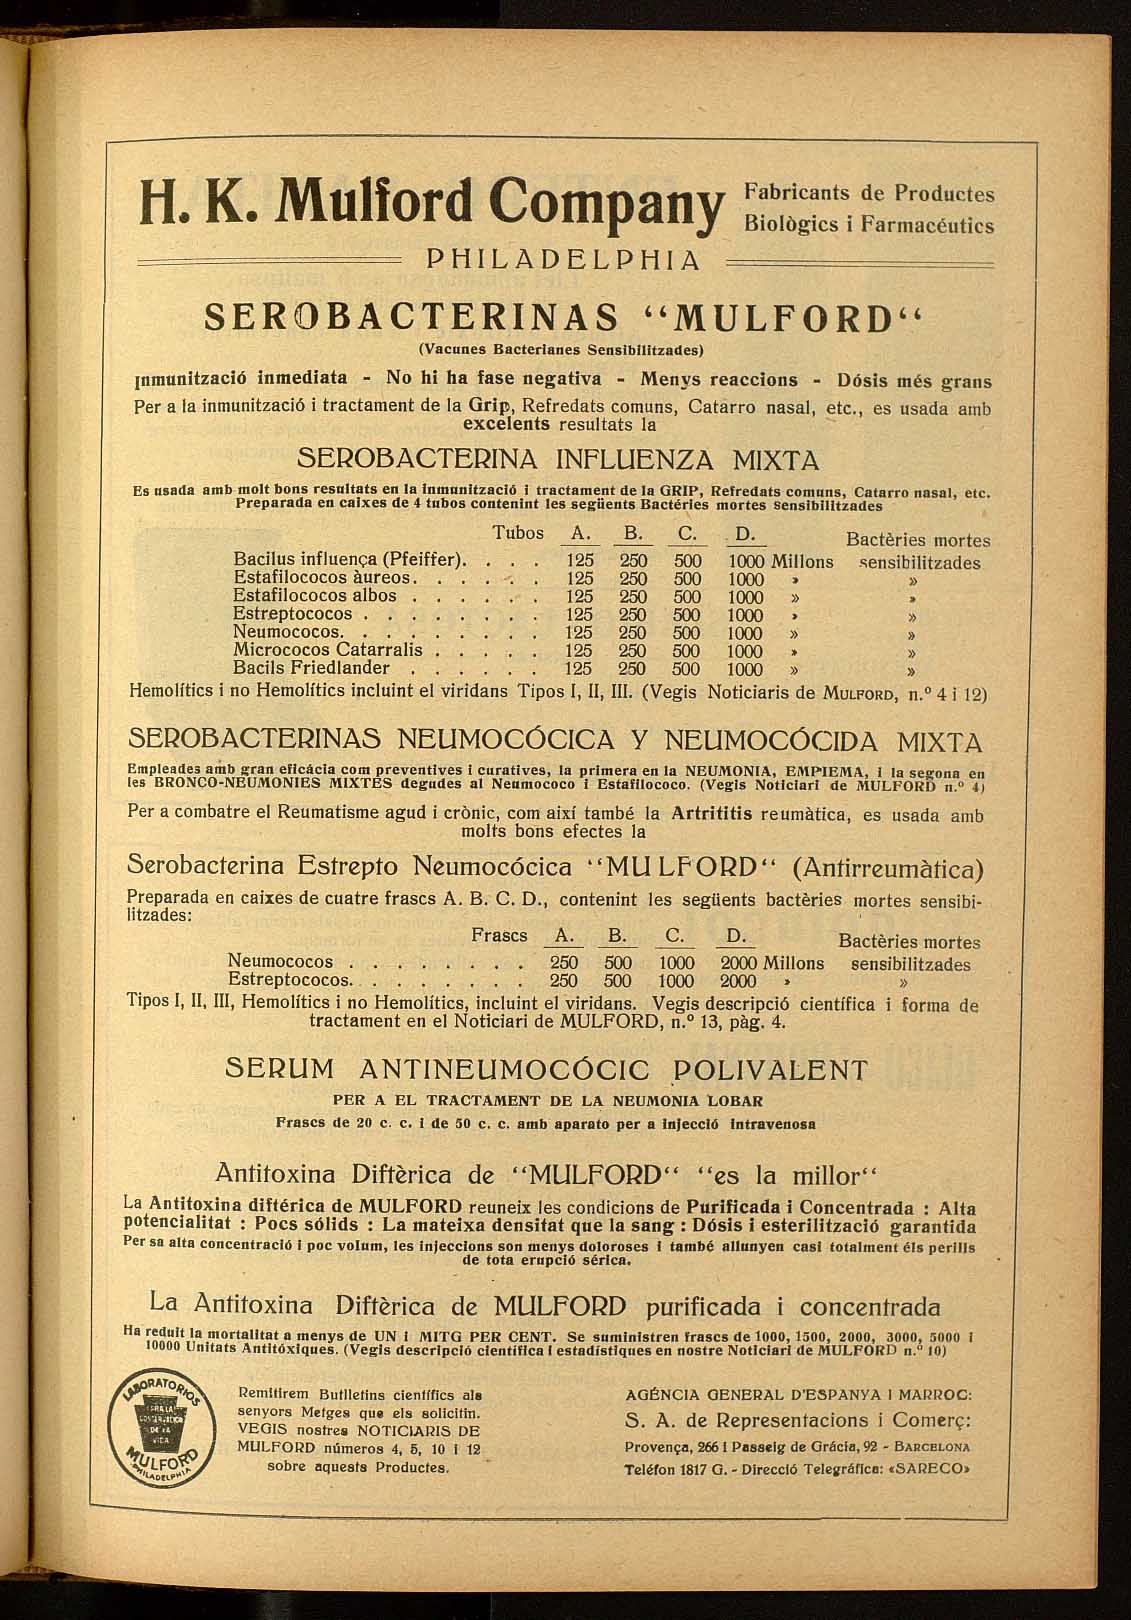 H. K. Mulford Company
Fabricants de Productes
Biològics i Farmacéutics
PHILADELPHIA
SEROBACTERINAS “MULFORD“
(Vacunes Bacterianes Sensibilitzades)
Inmunització inmediata - No hi ha fase negativa - Menys reaccions - Dósis més grans
Per a la inmunització i tractament de la Grip, Refredats comuns, Catarro nasal, etc., es usada amb
excelents resultats la
SEROBACTERINA INFLUENZA MIXTA
Es usada amb molt bons resultats en la inmunització i tractament de la GRIP, Refredats comuns, Catarro nasal, etc.
Preparada en caixes de 4 tubos contenint les següents Bactéries mortes sensibilitzades
Tubos A. B. C. D. Bactèries mortes
Bacilus influença (Pfeiffer). . . . 125 250 500 1000 Millons sensibilitzades
Estafilococos àureos. . . . . . 125 250 500 1000 » »
Estafilococos albos . . . . . . 125 250 500 1000 » »
Estreptococos . . . . . . . . 125 250 500 1000 » »
Neumococos. . . . . . . . . 125 250 500 1000 » »
Micrococos Catarralis . . . . . 125 250 500 1000 » »
Bacils Friedlander . . . . . . 125 250 500 1000 » »
Hemolítics i no Hemolítics incluint el viridans Tipos I, II, III. (Vegis Noticiaris de MULFORD, n.º 4 i 12)
SEROBACTERINAS NEUMOCÓCICA Y NEUMOCÓCIDA MIXTA
Empleades amb gran eficácia com preventives i curatives, la primera en la NEUMONIA, EMPIEMA, i la segona en
les BRONCO-NEUMONIES MIXTES degudes al Neumococo i Estafilococo. (Vegis Noticiari de MULFORD n.º 4)
Per a combatre el Reumatisme agud i crònic, com així també la Artrititis reumàtica, es usada amb
molts bons efectes la
Serobacterina Estrepto Neumocócica “MULFORD“ (Antirreumàtica)
Preparada en caixes de cuatre frascs A. B. C. D., contenint les següents bactèries mortes sensibi-
litzades:
Frascs A. B. C. D. Bactèries mortes
Neumococos . . . . . . . . 250 500 1000 2000 Millons sensibilitzades
Estreptococos. . . . . . . . 250 500 1000 2000 » »
Tipos I, II, III, Hemolítics i no Hemolítics, incluint el viridans. Vegis descripció científica i forma de
tractament en el Noticiari de MULFORD, n.º 13, pàg. 4.
SERUM ANTINEUMOCÓCIC POLIVALENT
PER A EL TRACTAMENT DE LA NEUMONIA LOBAR
Frascs de 20 c. c. i de 50 c. c. amb aparato per a injecció intravenosa
Antitoxina Diftèrica de “MULFORD“ “es la millor“
La Antitoxina diftérica de MULFORD reuneix les condicions de Purificada i Concentrada : Alta
potencialitat : Pocs sólids : La mateixa densitat que la sang : Dósis i esterilització garantida
Per sa alta concentració i poc volum, les injeccions son menys doloroses i també allunyen casi totalment éls perills
de tota erupció sérica.
La Antitoxina Diftèrica de MULFORD purificada i concentrada
Ha reduit la mortalitat a menys de UN i MITG PER CENT. Se suministren frascs de 1000, 1500, 2000, 3000, 5000 i
10000 Unitats Antitóxiques. (Vegis descripció científica i estadístiques en nostre Noticiari de MULFORD n.º 10)
LABORATORIOS
PARA LA
CONSERVACION
DE LA
VIDA
MULFORD
PHILADELPHIA
Remitirem Butlletins científics als
senyors Metges que els solicitin.
VEGIS nostres NOTICIARIS DE
MULFORD números 4, 5, 10 i 12
sobre aquests Productes.
AGÉNCIA GENERAL D'ESPANYA I MARROC:
S. A. de Representacions i Comerç:
Provença, 266 i Passeig de Grácia, 92 - BARCELONA
Teléfon 1817 G. - Direcció Telegráfica: «SARECO»